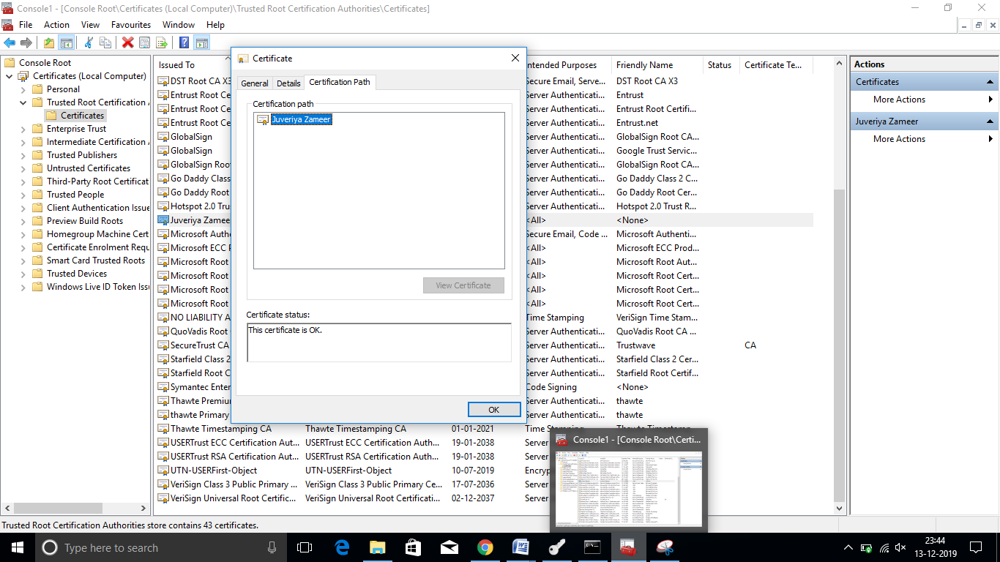 Console1 - [Console Root\Certificates (Local Computer)\Trusted Root Certification Authorities\Certificates]
File Action View Favourites Window Help
Console Root
Certificates (Local Computer)
Personal
Trusted Root Certification
Certificates
Enterprise Trust
Intermediate Certification
Trusted Publishers
Untrusted Certificates
Third-Party Root Certificat
Trusted People
Client Authentication Issue
Preview Build Roots
Homegroup Machine Cert
Certificate Enrolment Requ
Smart Card Trusted Roots
Trusted Devices
Windows Live ID Token Issu
Issued To ntended Purposes Friendly Name Status Certificate Te...
DST Root CA X3 Secure Email, Serve... DST Root CA X3
Entrust Root Ce Server Authenticati... Entrust
Entrust Root Ce Server Authenticati... Entrust Root Certifi...
Entrust Root Ce Server Authenticati... Entrust.net
GlobalSign Server Authenticati... GlobalSign Root CA...
GlobalSign Server Authenticati... Google Trust Servic...
GlobalSign Root Server Authenticati... GlobalSign Root CA...
Go Daddy Class Server Authenticati... Go Daddy Class 2 C...
Go Daddy Root Server Authenticati... Go Daddy Root Cer...
Hotspot 2.0 Trus Server Authenticati... Hotspot 2.0 Trust R...
Juveriya Zamee <All> <None>
Microsoft Auth Secure Email, Code ... Microsoft Authenti...
Microsoft ECC P <All> Microsoft ECC Prod...
Microsoft Root <All> Microsoft Root Aut...
Microsoft Root <All> Microsoft Root Cert...
Microsoft Root <All> Microsoft Root Cert...
Microsoft Root <All> Microsoft Root Cert...
NO LIABILITY A Time Stamping VeriSign Time Stam...
QuoVadis Root Server Authenticati... QuoVadis Root CA ...
SecureTrust CA Server Authenticati... Trustwave CA
Starfield Class 2 Server Authenticati... Starfield Class 2 Cer...
Starfield Root C Server Authenticati... Starfield Root Certif...
Symantec Enter Code Signing <None>
Thawte Premiu Server Authenticati... thawte
thawte Primary Server Authenticati... thawte
Thawte Timestamping CA Thawte Timestamping CA 01-01-2021 Time Stamping Thawte Timestamp...
USERTrust ECC Certification Aut... USERTrust ECC Certification Auth... 19-01-2038 Server
USERTrust RSA Certification Aut... USERTrust RSA Certification Auth... 19-01-2038 Server
UTN-USERFirst-Object UTN-USERFirst-Object 10-07-2019 Encryp
VeriSign Class 3 Public Primary ... VeriSign Class 3 Public Primary Ce... 17-07-2036 Server
VeriSign Universal Root Certific... VeriSign Universal Root Certificati... 02-12-2037 Server
Certificate
General Details Certification Path
Certification path
Juveriya Zameer
View Certificate
Certificate status:
This certificate is OK.
OK
Actions
Certificates
More Actions
Juveriya Zameer
More Actions
Console1 - [Console Root\Certi...
Trusted Root Certification Authorities store contains 43 certificates.
Type here to search
23:44
13-12-2019